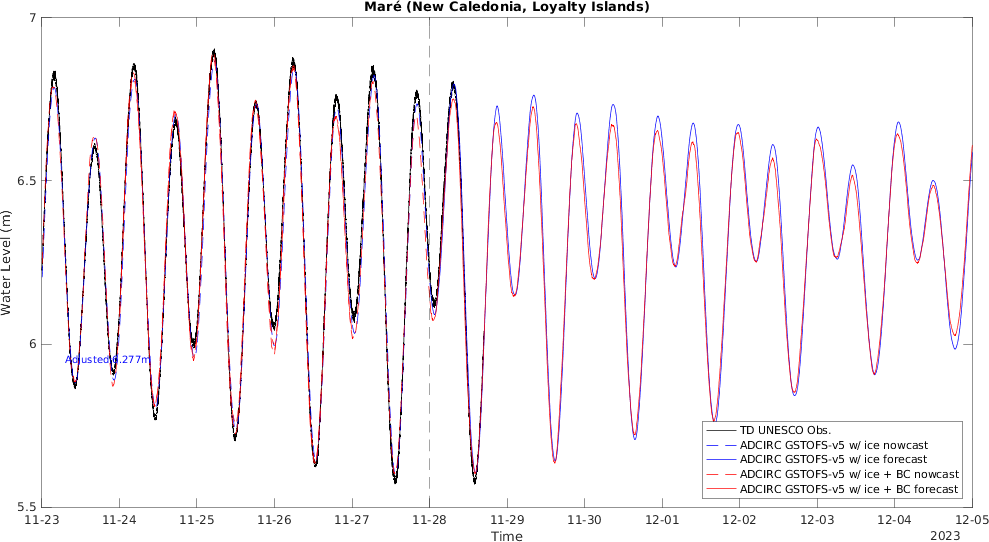 Maré (New Caledonia, Loyalty Islands)
7
6.5
6
5.5
Water Level (m)
Adjusted 6.277m
TD UNESCO Obs.
ADCIRC GSTOFS-v5 w/ ice nowcast
ADCIRC GSTOFS-v5 w/ ice forecast
ADCIRC GSTOFS-v5 w/ ice + BC nowcast
ADCIRC GSTOFS-v5 w/ ice + BC forecast
11-23 11-24 11-25 11-26 11-27 11-28 11-29 11-30 12-01 12-02 12-03 12-04 12-05
Time
2023